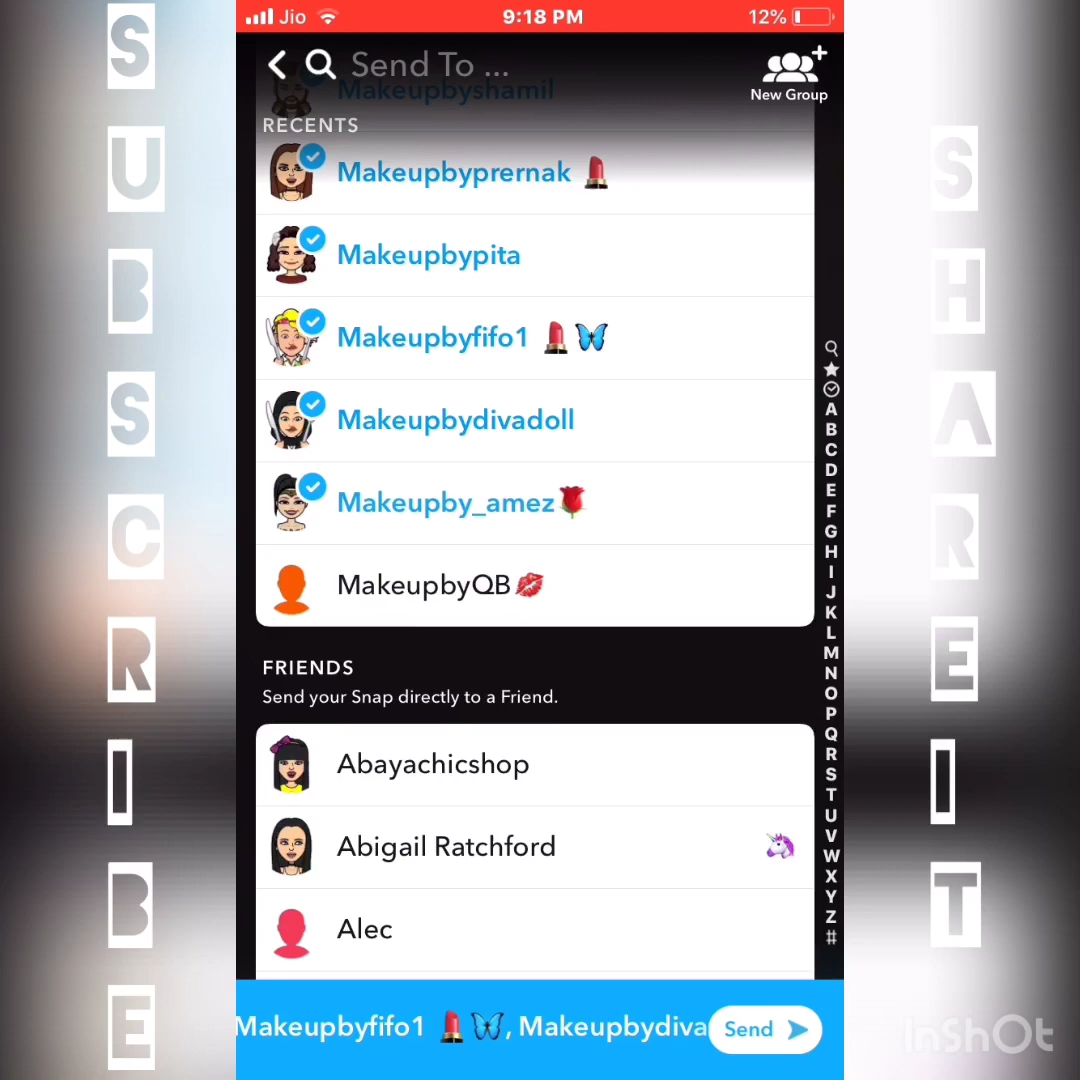 SUBSCRIBE
Jio 9:18 PM 12%
Send To ...
New Group
Makeupbyshamil
RECENTS
Makeupbyprernak 💄
Makeupbypita
Makeupbyfifo1 💄🦋
Makeupbydivadoll
Makeupby_amez🌹
MakeupbyQB💋
FRIENDS
Send your Snap directly to a Friend.
Abayachicshop
Abigail Ratchford 🦄
Alec
A
B
C
D
E
F
G
H
I
J
K
L
M
N
O
P
Q
R
S
T
U
V
W
X
Y
Z
#
Makeupbyfifo1 💄🦋, Makeupbydiva
Send
SHARE IT
InShOt